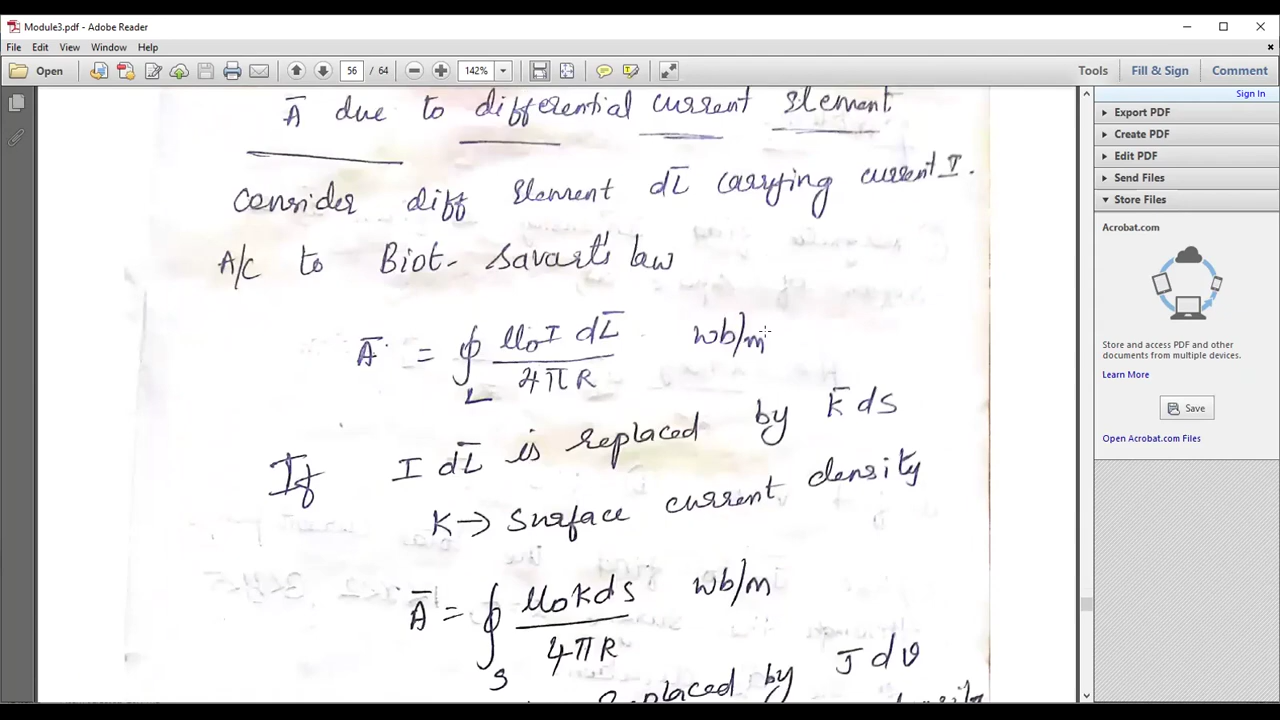 Module3.pdf - Adobe Reader
File Edit View Window Help
Open 56 / 64 142% Tools Fill & Sign Comment
Sign In
Export PDF
Create PDF
Edit PDF
Send Files
Store Files
Acrobat.com
Store and access PDF and other
documents from multiple devices.
Learn More
Save
Open Acrobat.com Files
Ā due to differential current Element
Consider diff Element dL̄ carrying current I.
A/c to Biot-Savart's law
Ā = ∮_L μ₀I dL̄ / 4πR wb/m
If I dL̄ is replaced by K̄ ds
K → surface current density
Ā = ∮_S μ₀Kds / 4πR wb/m
Replaced by J dv